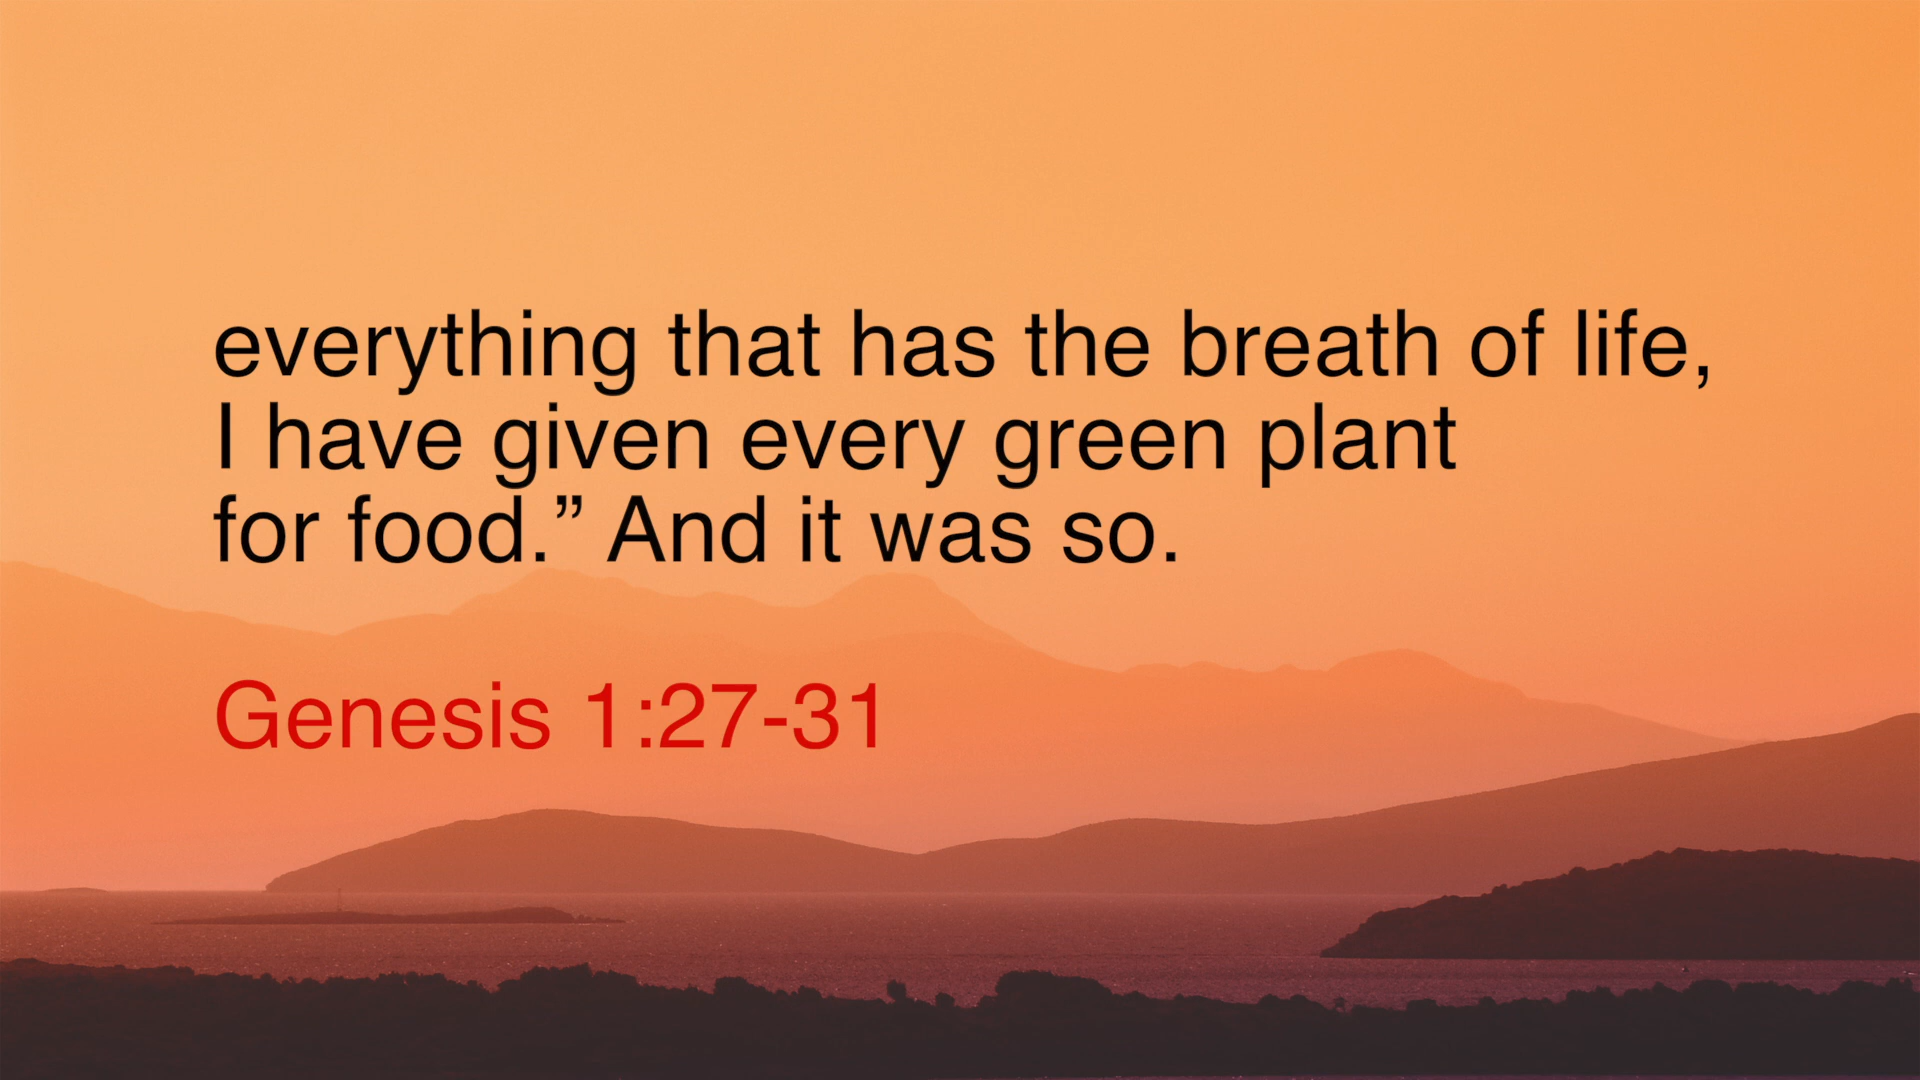 everything that has the breath of life,
I have given every green plant
for food.” And it was so.
Genesis 1:27-31